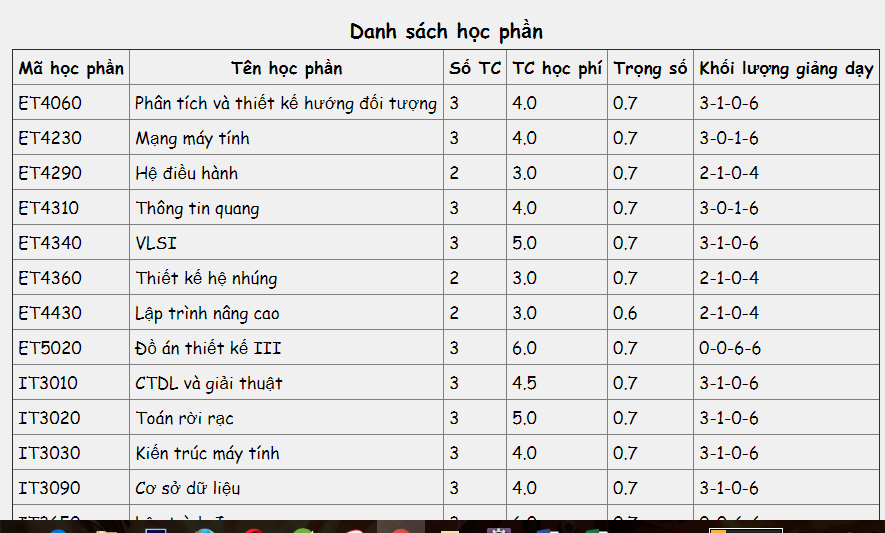 Danh sách học phần
Mã học phần Tên học phần Số TC TC học phí Trọng số Khối lượng giảng dạy
ET4060 Phân tích và thiết kế hướng đối tượng 3 4.0 0.7 3-1-0-6
ET4230 Mạng máy tính 3 4.0 0.7 3-0-1-6
ET4290 Hệ điều hành 2 3.0 0.7 2-1-0-4
ET4310 Thông tin quang 3 4.0 0.7 3-0-1-6
ET4340 VLSI 3 5.0 0.7 3-1-0-6
ET4360 Thiết kế hệ nhúng 2 3.0 0.7 2-1-0-4
ET4430 Lập trình nâng cao 2 3.0 0.6 2-1-0-4
ET5020 Đồ án thiết kế III 3 6.0 0.7 0-0-6-6
IT3010 CTDL và giải thuật 3 4.5 0.7 3-1-0-6
IT3020 Toán rời rạc 3 5.0 0.7 3-1-0-6
IT3030 Kiến trúc máy tính 3 4.0 0.7 3-1-0-6
IT3090 Cơ sở dữ liệu 3 4.0 0.7 3-1-0-6